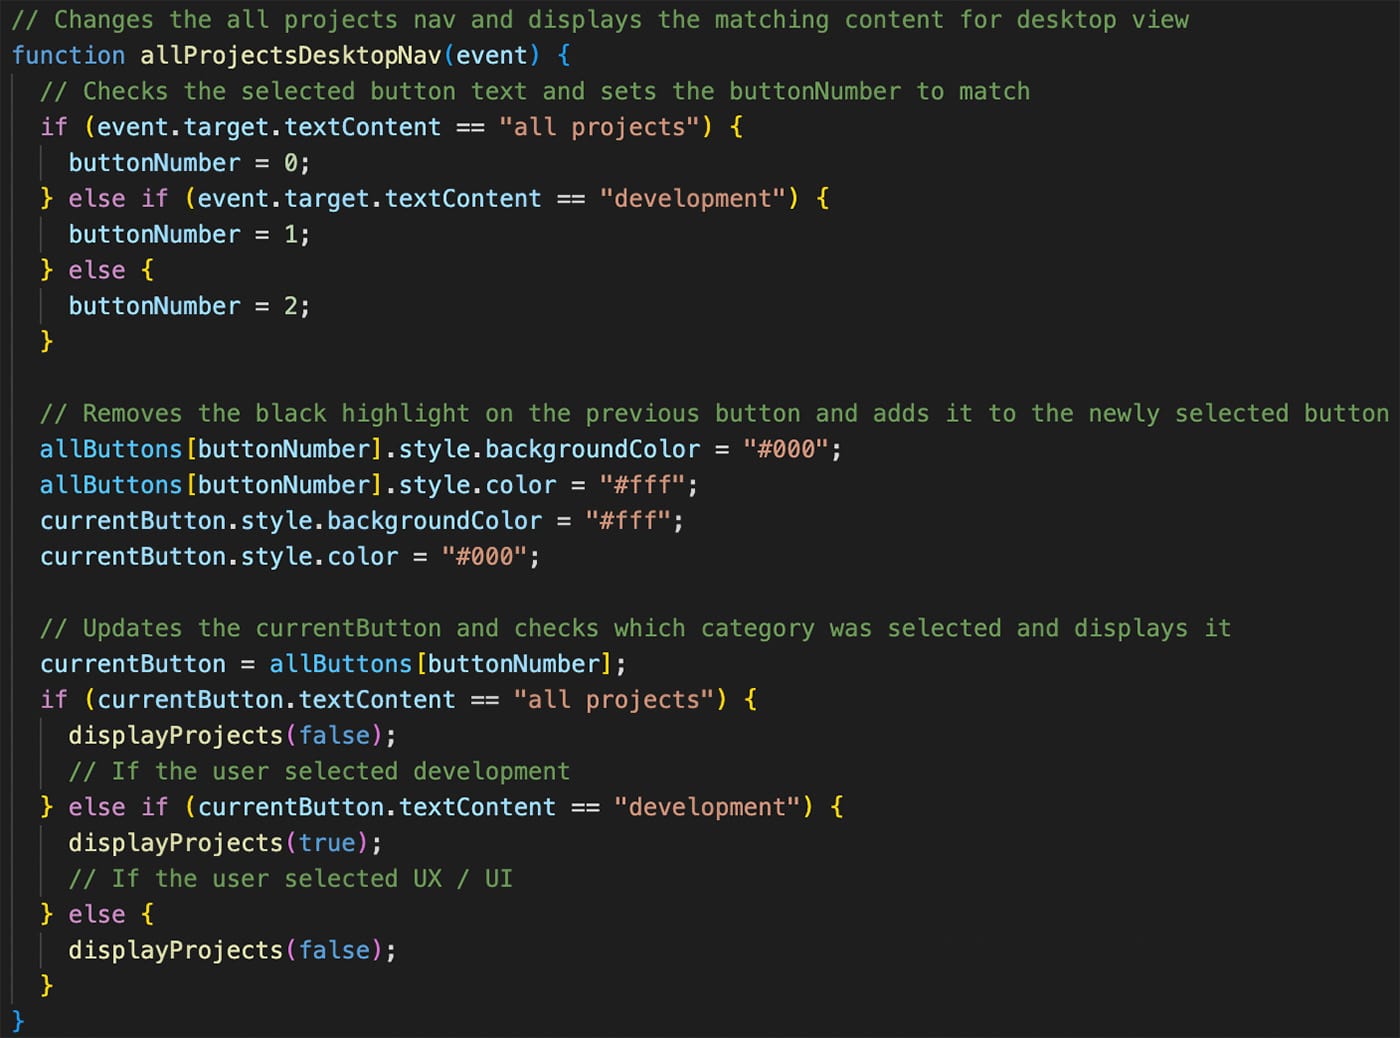 // Changes the all projects nav and displays the matching content for desktop view
function allProjectsDesktopNav(event) {
  // Checks the selected button text and sets the buttonNumber to match
  if (event.target.textContent == "all projects") {
    buttonNumber = 0;
  } else if (event.target.textContent == "development") {
    buttonNumber = 1;
  } else {
    buttonNumber = 2;
  }

  // Removes the black highlight on the previous button and adds it to the newly selected button
  allButtons[buttonNumber].style.backgroundColor = "#000";
  allButtons[buttonNumber].style.color = "#fff";
  currentButton.style.backgroundColor = "#fff";
  currentButton.style.color = "#000";

  // Updates the currentButton and checks which category was selected and displays it
  currentButton = allButtons[buttonNumber];
  if (currentButton.textContent == "all projects") {
    displayProjects(false);
    // If the user selected development
  } else if (currentButton.textContent == "development") {
    displayProjects(true);
    // If the user selected UX / UI
  } else {
    displayProjects(false);
  }
}